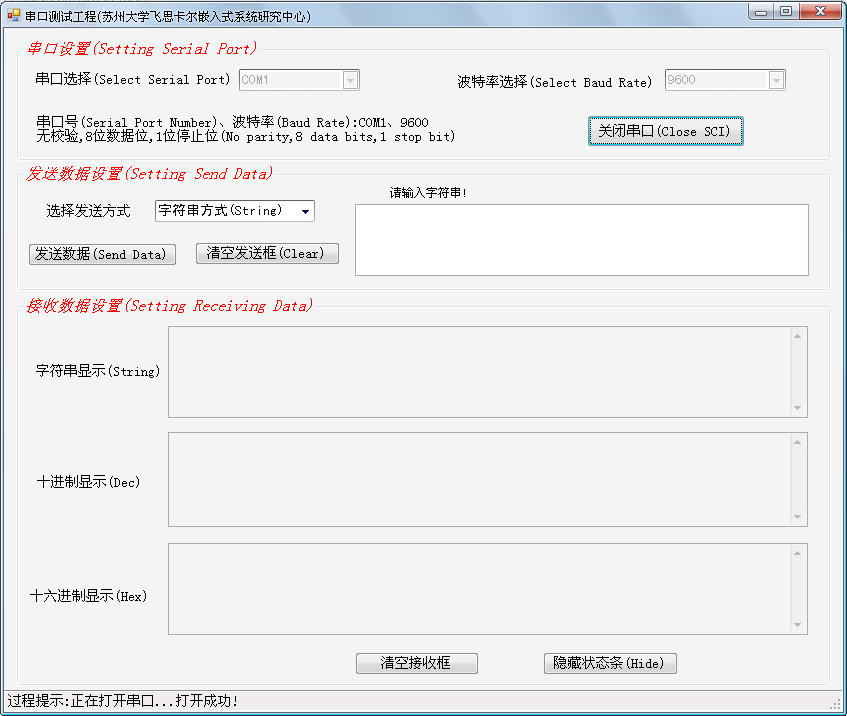 串口测试工程(苏州大学飞思卡尔嵌入式系统研究中心)
串口设置(Setting Serial Port)
串口选择(Select Serial Port) COM1 波特率选择(Select Baud Rate) 9600
串口号(Serial Port Number)、波特率(Baud Rate):COM1、9600
无校验,8位数据位,1位停止位(No parity,8 data bits,1 stop bit)
关闭串口(Close SCI)
发送数据设置(Setting Send Data)
请输入字符串!
选择发送方式 字符串方式(String)
发送数据(Send Data) 清空发送框(Clear)
接收数据设置(Setting Receiving Data)
字符串显示(String)
十进制显示(Dec)
十六进制显示(Hex)
清空接收框 隐藏状态条(Hide)
过程提示:正在打开串口...打开成功!